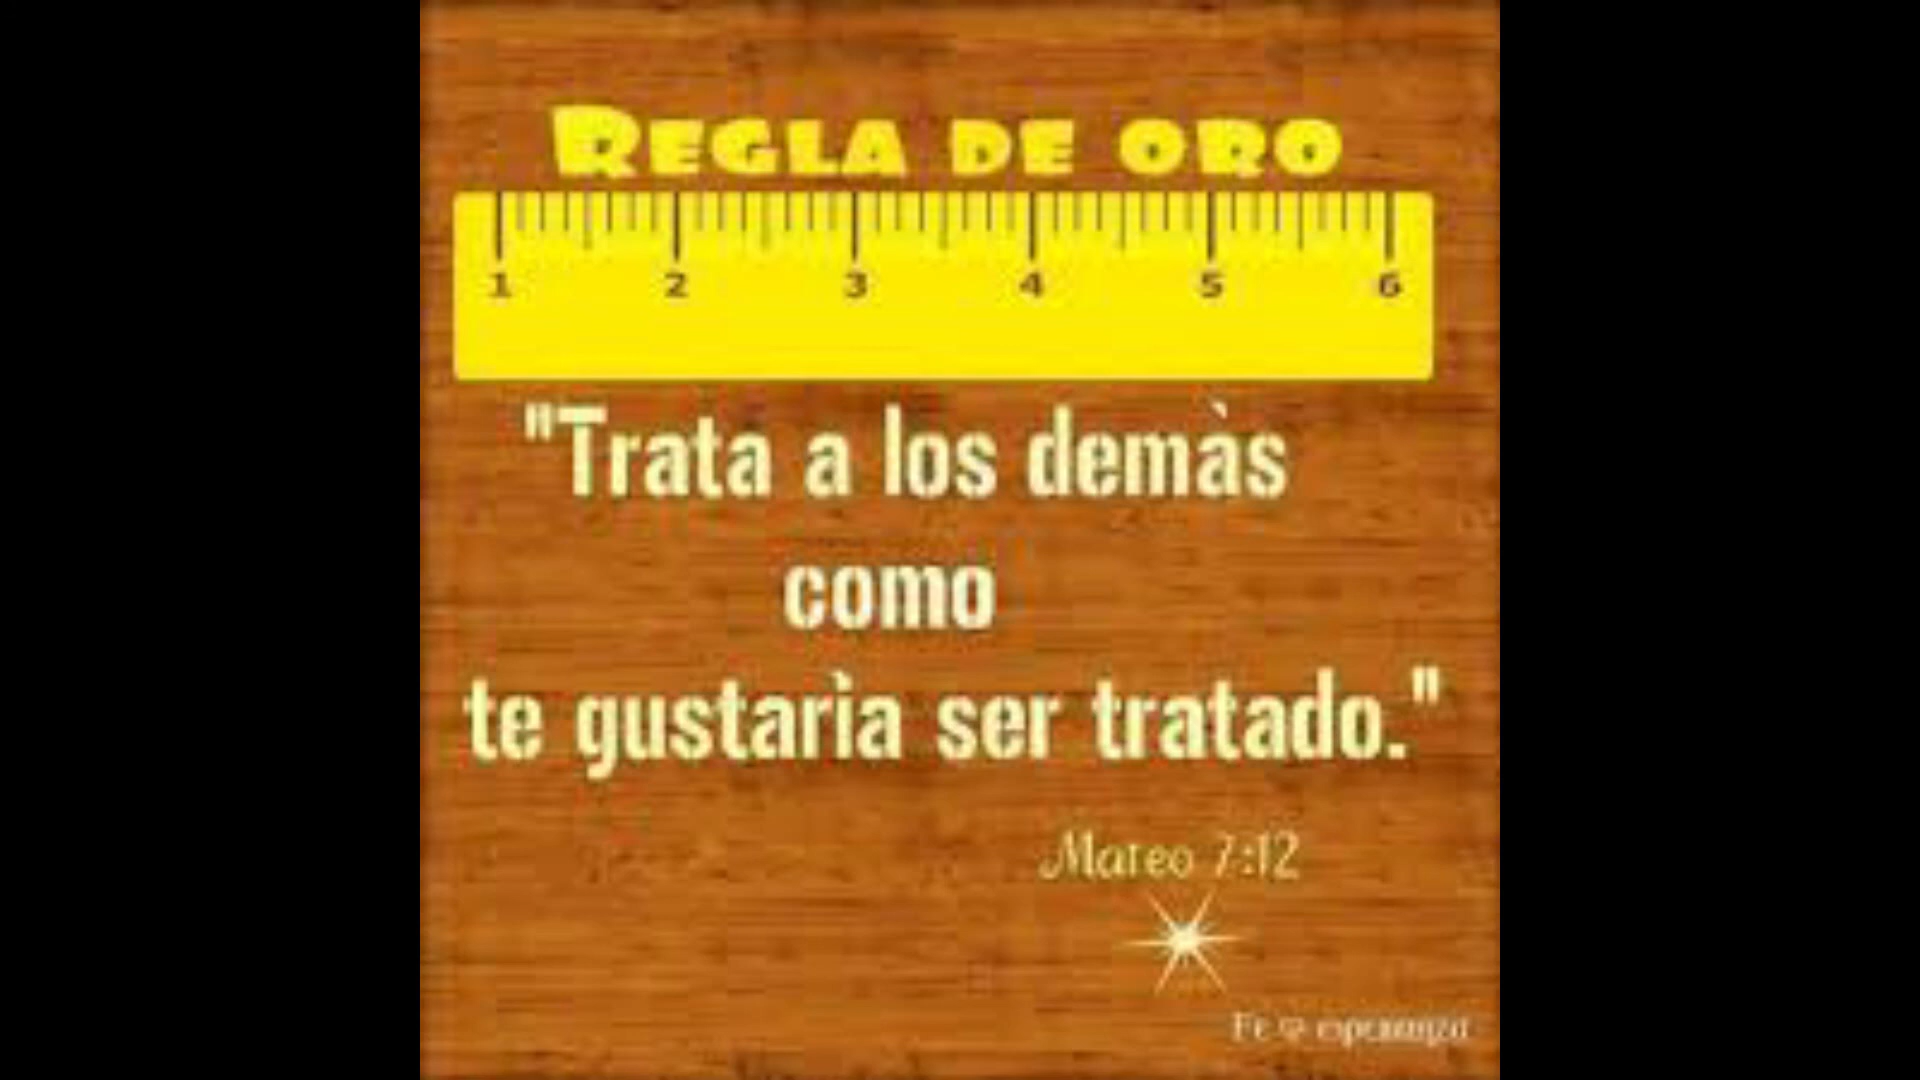 REGLA DE ORO
1 2 3 4 5 6
"Trata a los demàs
como
te gustarìa ser tratado."
Mateo 7:12
Fe y esperanza